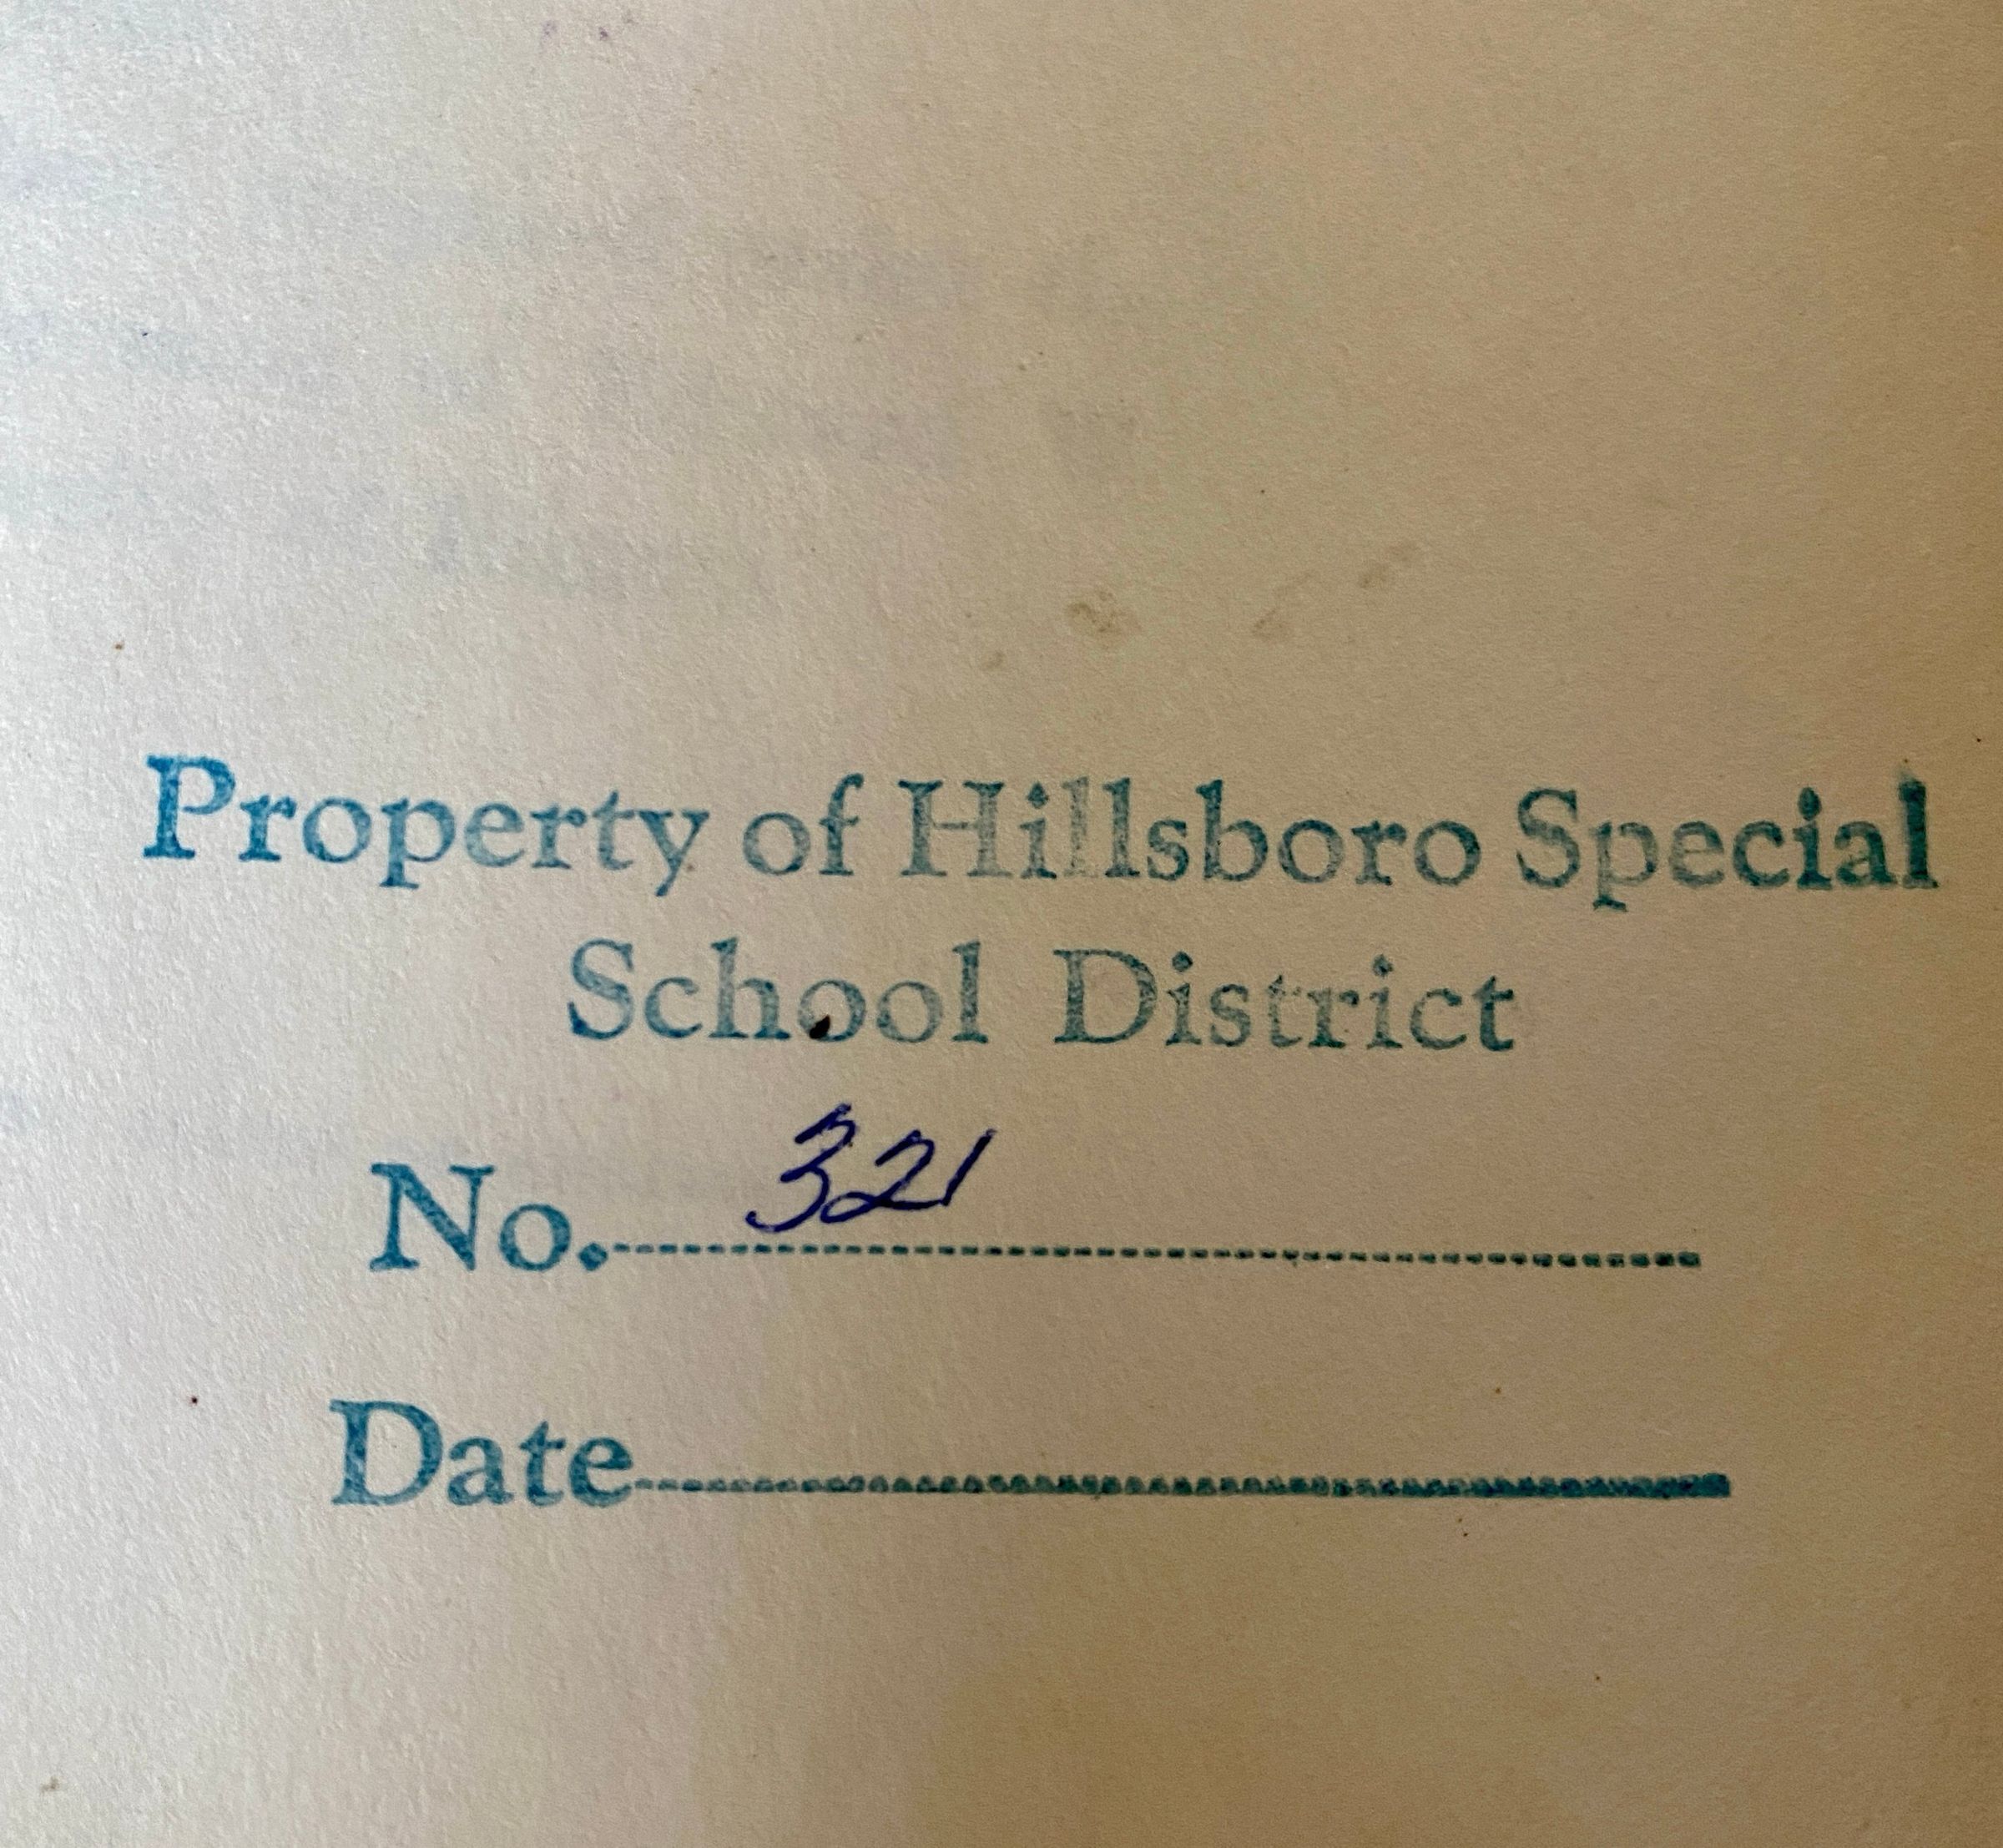 Property of Hillsboro Special
School District
No. 321
Date